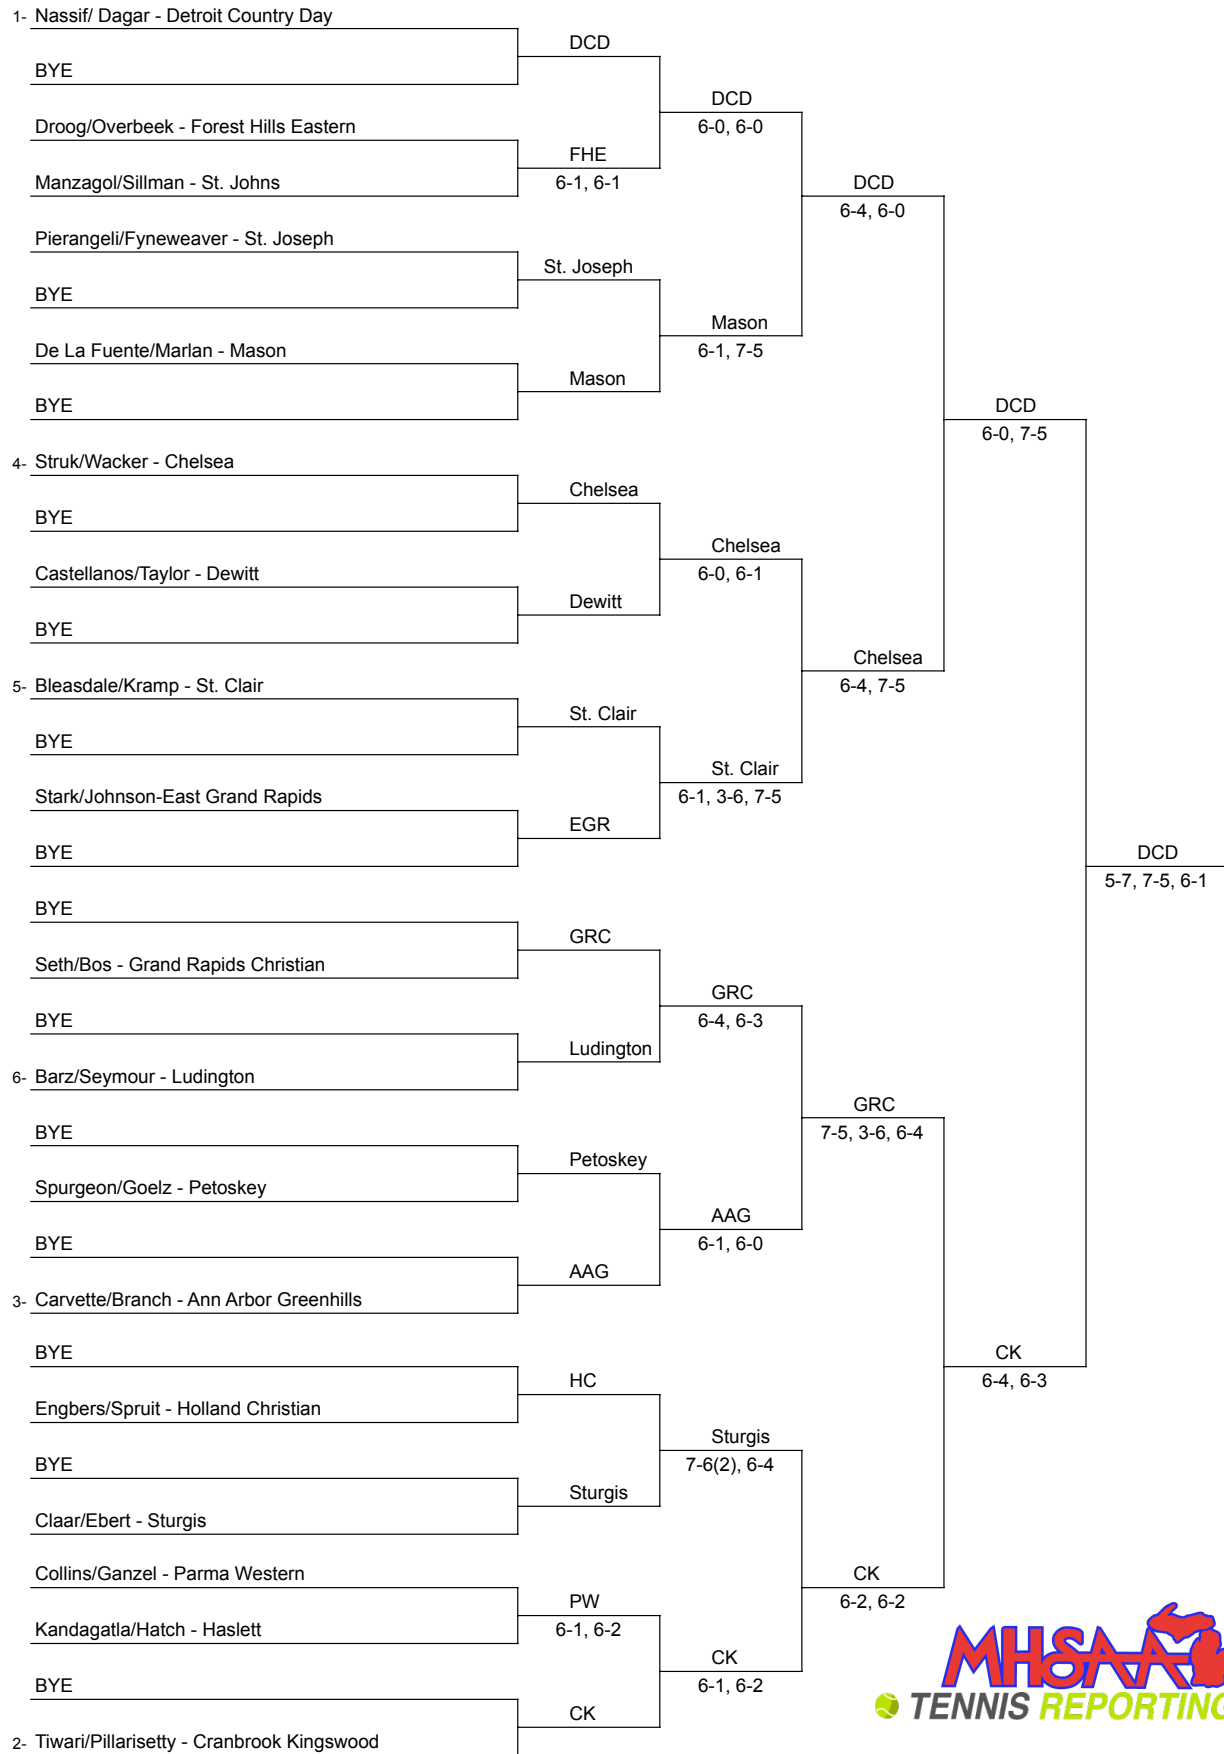 1- Nassif/ Dagar - Detroit Country Day
DCD
BYE
DCD
6-0, 6-0
Droog/Overbeek - Forest Hills Eastern
FHE
6-1, 6-1
Manzagol/Sillman - St. Johns
DCD
6-4, 6-0
Pierangeli/Fyneweaver - St. Joseph
St. Joseph
BYE
Mason
6-1, 7-5
De La Fuente/Marlan - Mason
Mason
BYE
DCD
6-0, 7-5
4- Struk/Wacker - Chelsea
Chelsea
BYE
Chelsea
6-0, 6-1
Castellanos/Taylor - Dewitt
Dewitt
BYE
Chelsea
6-4, 7-5
5- Bleasdale/Kramp - St. Clair
St. Clair
BYE
St. Clair
6-1, 3-6, 7-5
Stark/Johnson-East Grand Rapids
EGR
BYE
DCD
5-7, 7-5, 6-1
BYE
GRC
Seth/Bos - Grand Rapids Christian
GRC
6-4, 6-3
BYE
Ludington
6- Barz/Seymour - Ludington
GRC
7-5, 3-6, 6-4
BYE
Petoskey
Spurgeon/Goelz - Petoskey
AAG
6-1, 6-0
BYE
AAG
3- Carvette/Branch - Ann Arbor Greenhills
BYE
CK
6-4, 6-3
HC
Engbers/Spruit - Holland Christian
Sturgis
7-6(2), 6-4
BYE
Sturgis
Claar/Ebert - Sturgis
Collins/Ganzel - Parma Western
CK
6-2, 6-2
PW
6-1, 6-2
Kandagatla/Hatch - Haslett
CK
6-1, 6-2
BYE
CK
2- Tiwari/Pillarisetty - Cranbrook Kingswood
MHSAA
TENNIS REPORTING